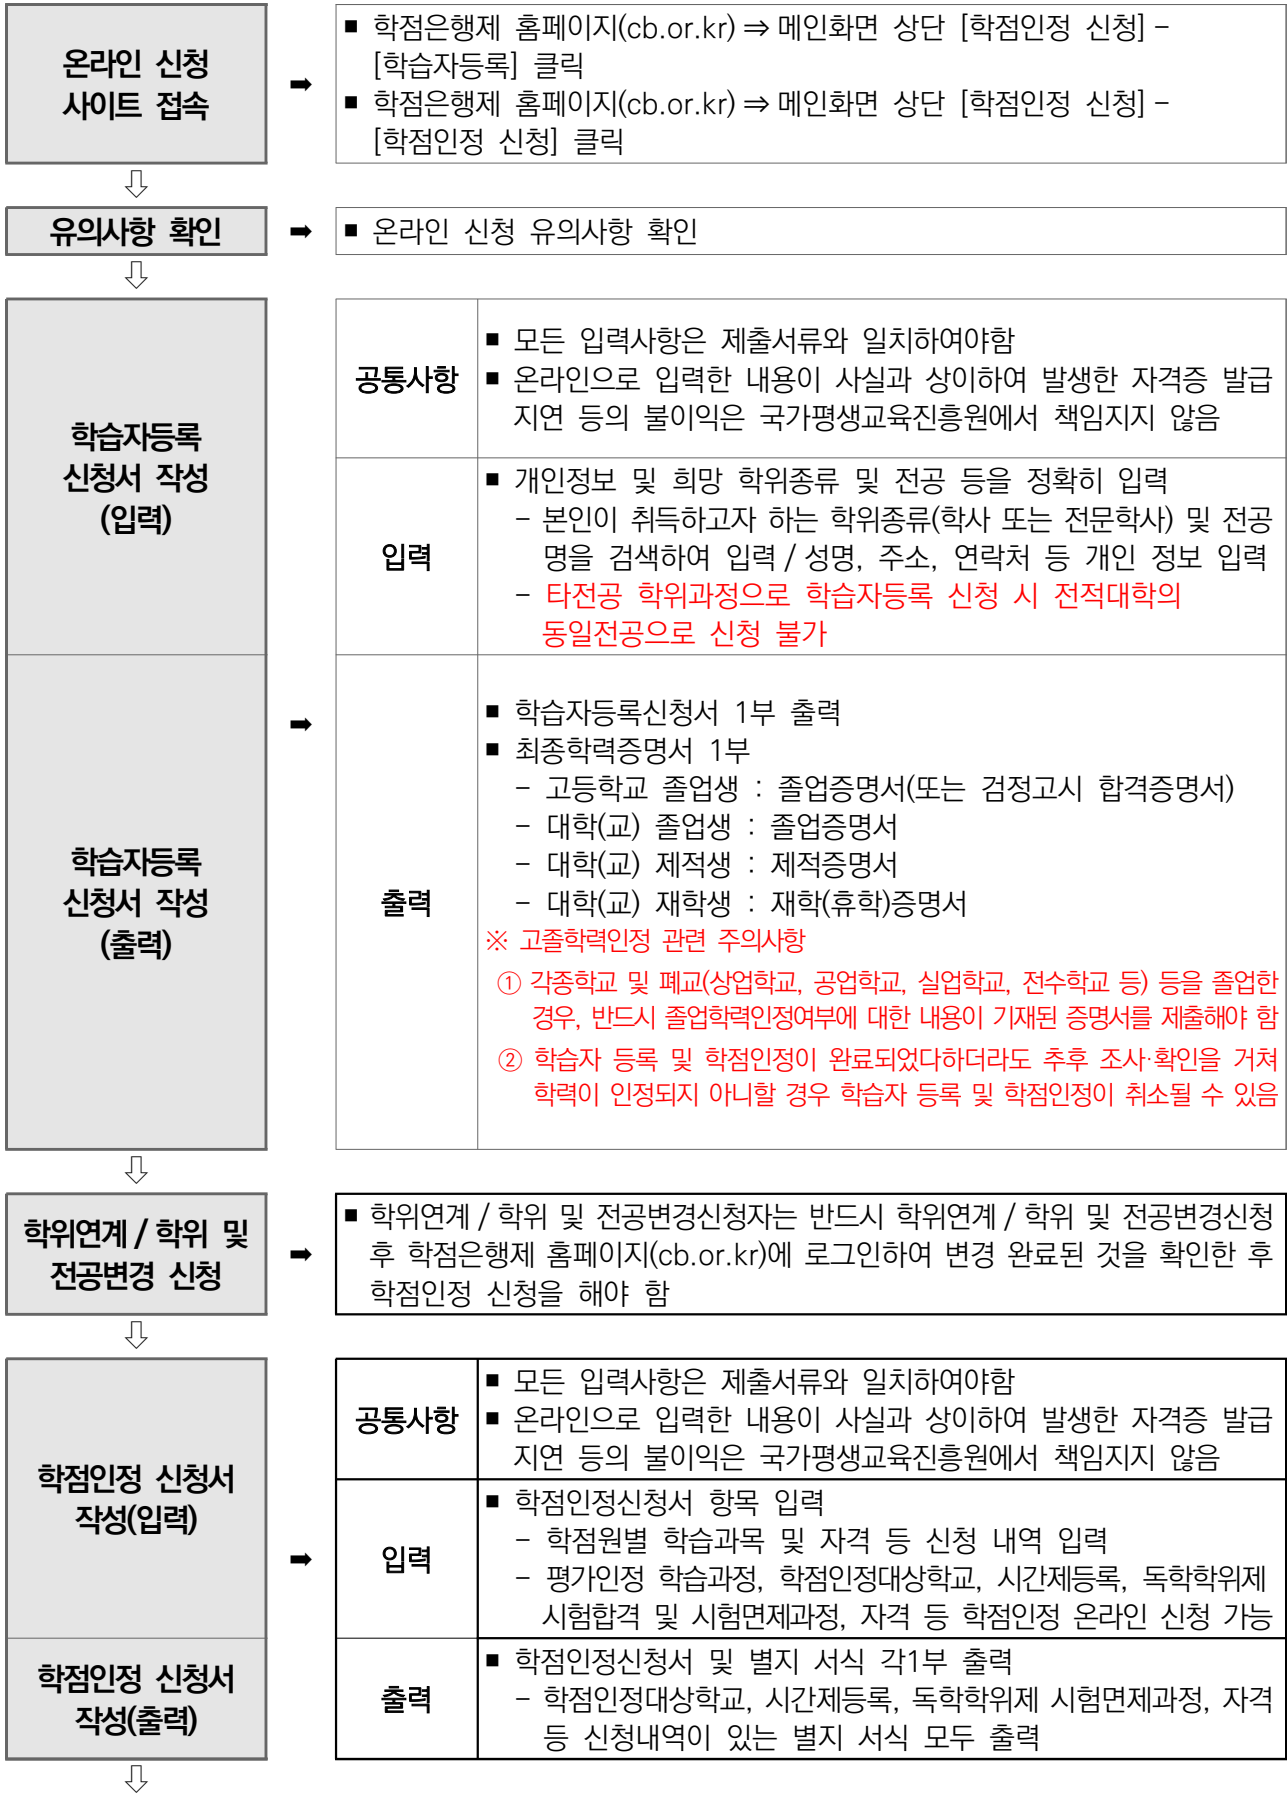 온라인 신청
사이트 접속
➡
■ 학점은행제 홈페이지(cb.or.kr) ⇒ 메인화면 상단 [학점인정 신청] –
[학습자등록] 클릭
■ 학점은행제 홈페이지(cb.or.kr) ⇒ 메인화면 상단 [학점인정 신청] –
[학점인정 신청] 클릭
유의사항 확인
➡
■ 온라인 신청 유의사항 확인
학습자등록
신청서 작성
(입력)
공통사항
■ 모든 입력사항은 제출서류와 일치하여야함
■ 온라인으로 입력한 내용이 사실과 상이하여 발생한 자격증 발급
지연 등의 불이익은 국가평생교육진흥원에서 책임지지 않음
입력
■ 개인정보 및 희망 학위종류 및 전공 등을 정확히 입력
– 본인이 취득하고자 하는 학위종류(학사 또는 전문학사) 및 전공
명을 검색하여 입력 / 성명, 주소, 연락처 등 개인 정보 입력
– 타전공 학위과정으로 학습자등록 신청 시 전적대학의
동일전공으로 신청 불가
학습자등록
신청서 작성
(출력)
➡
출력
■ 학습자등록신청서 1부 출력
■ 최종학력증명서 1부
– 고등학교 졸업생 : 졸업증명서(또는 검정고시 합격증명서)
– 대학(교) 졸업생 : 졸업증명서
– 대학(교) 제적생 : 제적증명서
– 대학(교) 재학생 : 재학(휴학)증명서
※ 고졸학력인정 관련 주의사항
① 각종학교 및 폐교(상업학교, 공업학교, 실업학교, 전수학교 등) 등을 졸업한
경우, 반드시 졸업학력인정여부에 대한 내용이 기재된 증명서를 제출해야 함
② 학습자 등록 및 학점인정이 완료되었다하더라도 추후 조사·확인을 거쳐
학력이 인정되지 아니할 경우 학습자 등록 및 학점인정이 취소될 수 있음
학위연계 / 학위 및
전공변경 신청
➡
■ 학위연계 / 학위 및 전공변경신청자는 반드시 학위연계 / 학위 및 전공변경신청
후 학점은행제 홈페이지(cb.or.kr)에 로그인하여 변경 완료된 것을 확인한 후
학점인정 신청을 해야 함
학점인정 신청서
작성(입력)
➡
공통사항
■ 모든 입력사항은 제출서류와 일치하여야함
■ 온라인으로 입력한 내용이 사실과 상이하여 발생한 자격증 발급
지연 등의 불이익은 국가평생교육진흥원에서 책임지지 않음
입력
■ 학점인정신청서 항목 입력
– 학점원별 학습과목 및 자격 등 신청 내역 입력
– 평가인정 학습과정, 학점인정대상학교, 시간제등록, 독학학위제
시험합격 및 시험면제과정, 자격 등 학점인정 온라인 신청 가능
학점인정 신청서
작성(출력)
출력
■ 학점인정신청서 및 별지 서식 각1부 출력
– 학점인정대상학교, 시간제등록, 독학학위제 시험면제과정, 자격
등 신청내역이 있는 별지 서식 모두 출력